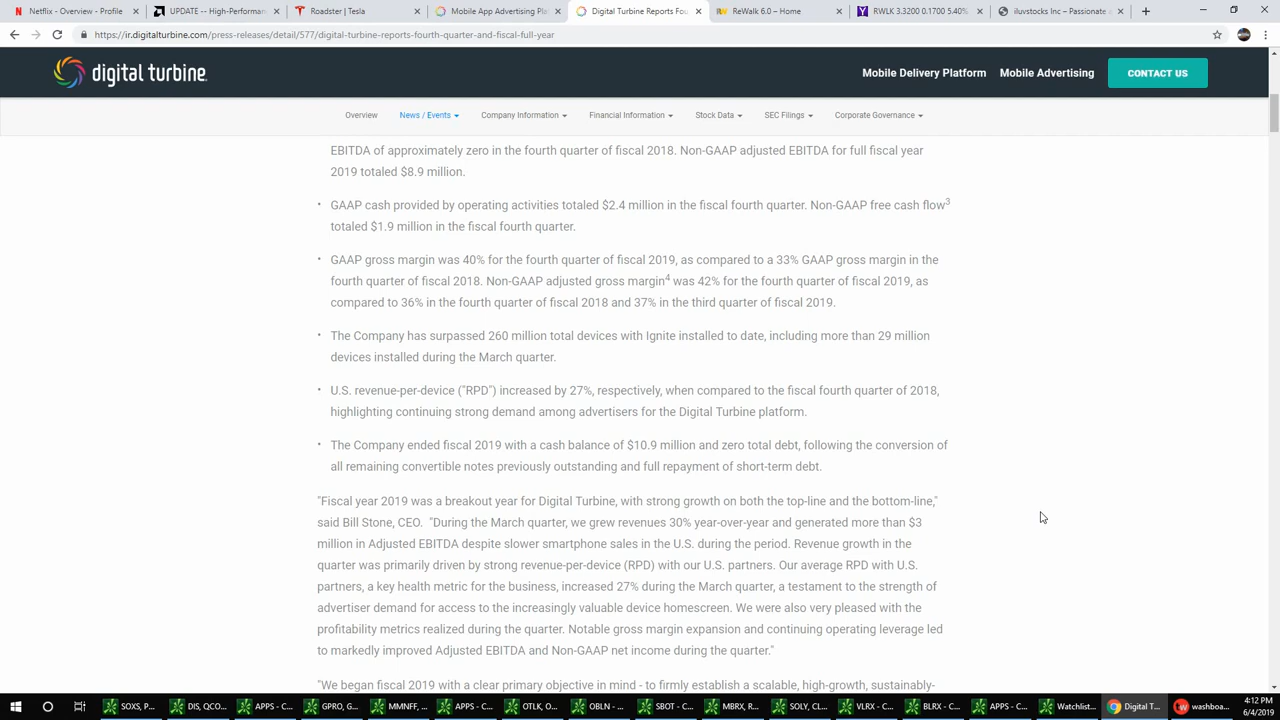 Netflix - Overview - Profile
UPDATE -- High-Performan
Roadster | Tesla
Mobile App Advertising Pla
Digital Turbine Reports Fou
ReWalk 6.0 – Home
RWLK 3.3200 0.1700 5.40%
iluvstocks Inc – Passionate
https://ir.digitalturbine.com/press-releases/detail/577/digital-turbine-reports-fourth-quarter-and-fiscal-full-year
digital turbine
Mobile Delivery Platform Mobile Advertising CONTACT US
Overview News / Events Company Information Financial Information Stock Data SEC Filings Corporate Governance
EBITDA of approximately zero in the fourth quarter of fiscal 2018. Non-GAAP adjusted EBITDA for full fiscal year
2019 totaled $8.9 million.
• GAAP cash provided by operating activities totaled $2.4 million in the fiscal fourth quarter. Non-GAAP free cash flow3
totaled $1.9 million in the fiscal fourth quarter.
• GAAP gross margin was 40% for the fourth quarter of fiscal 2019, as compared to a 33% GAAP gross margin in the
fourth quarter of fiscal 2018. Non-GAAP adjusted gross margin4 was 42% for the fourth quarter of fiscal 2019, as
compared to 36% in the fourth quarter of fiscal 2018 and 37% in the third quarter of fiscal 2019.
• The Company has surpassed 260 million total devices with Ignite installed to date, including more than 29 million
devices installed during the March quarter.
• U.S. revenue-per-device ("RPD") increased by 27%, respectively, when compared to the fiscal fourth quarter of 2018,
highlighting continuing strong demand among advertisers for the Digital Turbine platform.
• The Company ended fiscal 2019 with a cash balance of $10.9 million and zero total debt, following the conversion of
all remaining convertible notes previously outstanding and full repayment of short-term debt.
"Fiscal year 2019 was a breakout year for Digital Turbine, with strong growth on both the top-line and the bottom-line,"
said Bill Stone, CEO. "During the March quarter, we grew revenues 30% year-over-year and generated more than $3
million in Adjusted EBITDA despite slower smartphone sales in the U.S. during the period. Revenue growth in the
quarter was primarily driven by strong revenue-per-device (RPD) with our U.S. partners. Our average RPD with U.S.
partners, a key health metric for the business, increased 27% during the March quarter, a testament to the strength of
advertiser demand for access to the increasingly valuable device homescreen. We were also very pleased with the
profitability metrics realized during the quarter. Notable gross margin expansion and continuing operating leverage led
to markedly improved Adjusted EBITDA and Non-GAAP net income during the quarter."
"We began fiscal 2019 with a clear primary objective in mind - to firmly establish a scalable, high-growth, sustainably-
SOXS, P... DIS, QCO... APPS - C... GPRO, G... MMNFF, ... APPS - C... OTLK, O... OBLN - ... SBOT - C... MBRX, R... SOLY, CL... VLRX - C... BLRX - C... APPS - C... Watchlist... Digital T... washboa...
4:12 PM
6/4/2019